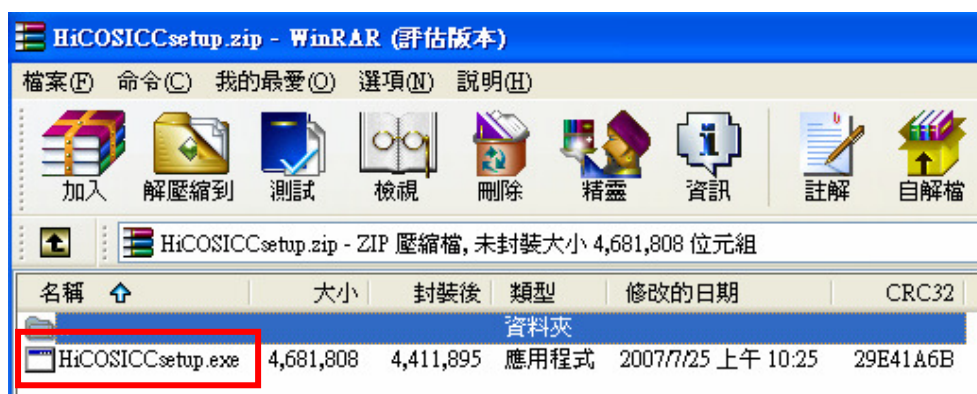 HiCOSICCsetup.zip - WinRAR (評估版本)
檔案(F) 命令(C) 我的最愛(O) 選項(N) 說明(H)
加入 解壓縮到 測試 檢視 刪除 精靈 資訊 註解 自解檔
HiCOSICCsetup.zip - ZIP 壓縮檔, 未封裝大小 4,681,808 位元組
名稱 大小 封裝後 類型 修改的日期 CRC32
.. 資料夾
HiCOSICCsetup.exe 4,681,808 4,411,895 應用程式 2007/7/25 上午 10:25 29E41A6B